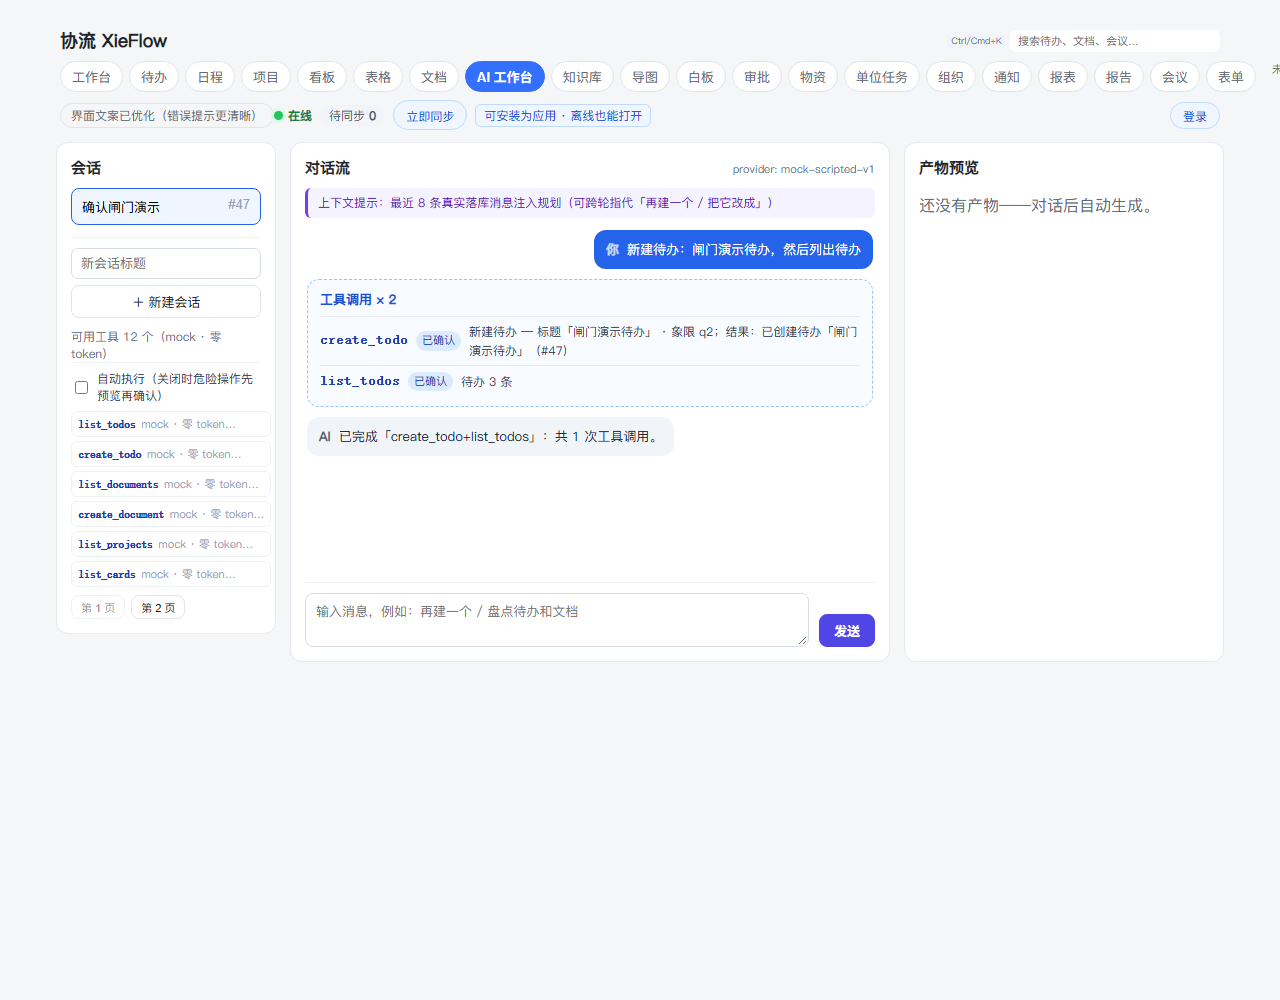 协流 XieFlow
Ctrl/Cmd+K
搜索待办、文档、会议...
工作台
待办
日程
项目
看板
表格
文档
AI 工作台
知识库
导图
白板
审批
物资
单位任务
组织
通知
报表
报告
会议
表单
界面文案已优化（错误提示更清晰）
在线
待同步 0
立即同步
可安装为应用 · 离线也能打开
登录
会话
确认闸门演示
#47
新会话标题
＋ 新建会话
可用工具 12 个（mock · 零
token）
自动执行（关闭时危险操作先
预览再确认）
list_todos mock · 零 token...
create_todo mock · 零 token...
list_documents mock · 零 token...
create_document mock · 零 token...
list_projects mock · 零 token...
list_cards mock · 零 token...
第 1 页
第 2 页
对话流
provider: mock-scripted-v1
上下文提示：最近 8 条真实落库消息注入规划（可跨轮指代「再建一个 / 把它改成」）
你 新建待办：闸门演示待办，然后列出待办
工具调用 × 2
create_todo 已确认 新建待办 — 标题「闸门演示待办」 · 象限 q2；结果：已创建待办「闸门
演示待办」（#47）
list_todos 已确认 待办 3 条
AI 已完成「create_todo+list_todos」：共 1 次工具调用。
输入消息，例如：再建一个 / 盘点待办和文档
发送
产物预览
还没有产物——对话后自动生成。